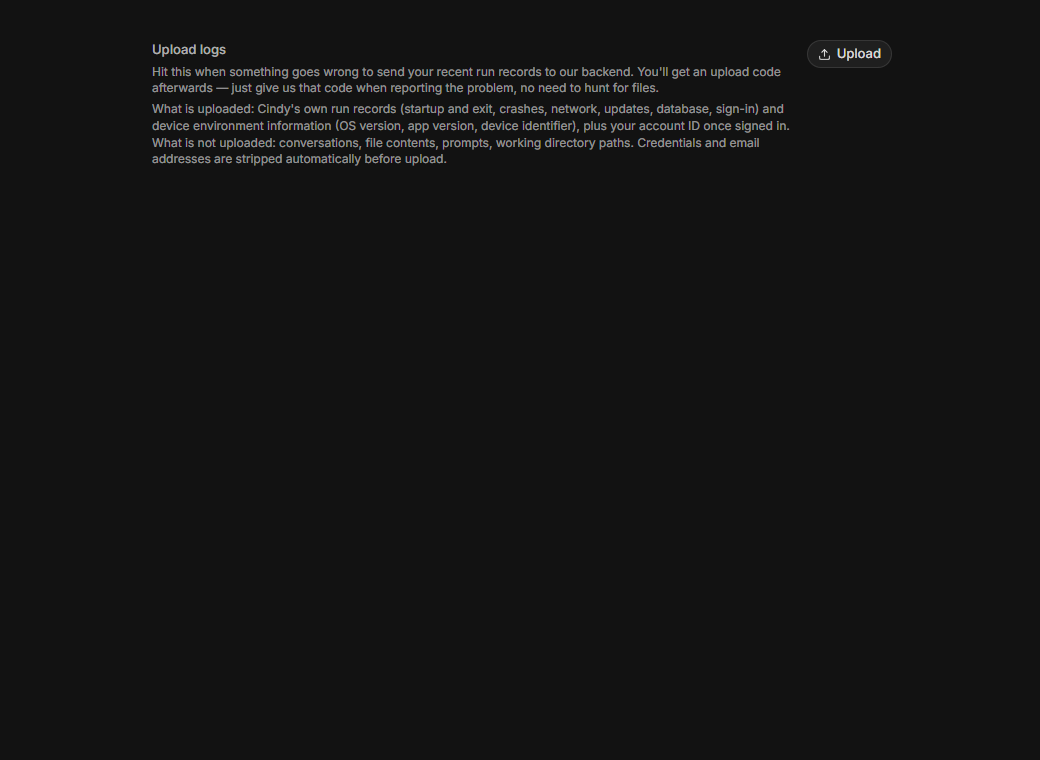 Upload logs
Upload
Hit this when something goes wrong to send your recent run records to our backend. You'll get an upload code
afterwards — just give us that code when reporting the problem, no need to hunt for files.
What is uploaded: Cindy's own run records (startup and exit, crashes, network, updates, database, sign-in) and
device environment information (OS version, app version, device identifier), plus your account ID once signed in.
What is not uploaded: conversations, file contents, prompts, working directory paths. Credentials and email
addresses are stripped automatically before upload.